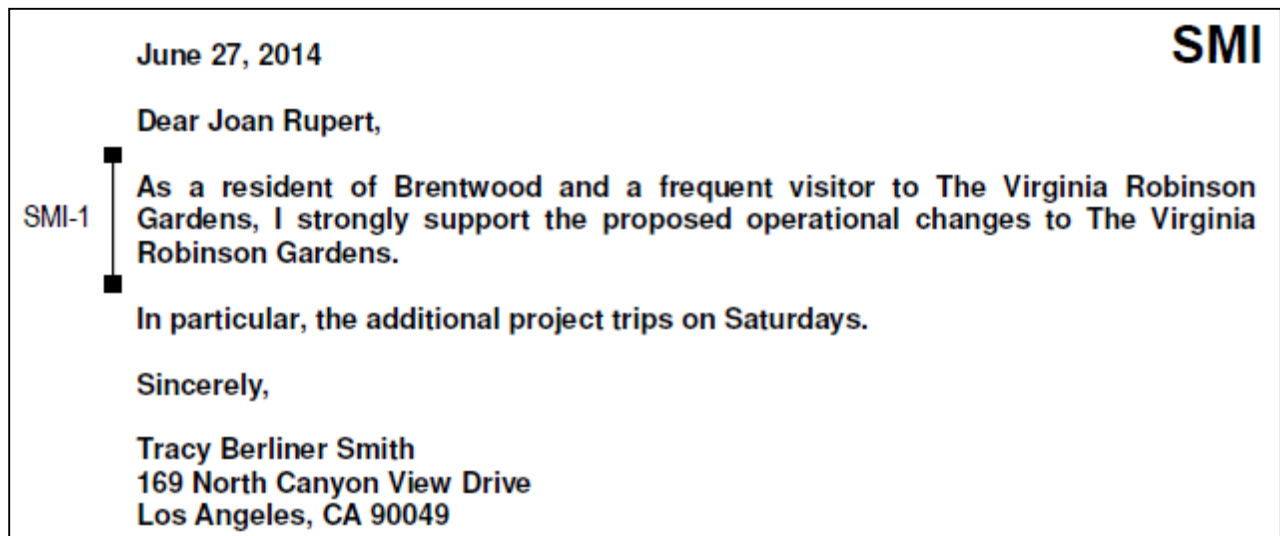 SMI
June 27, 2014
Dear Joan Rupert,
SMI-1
As a resident of Brentwood and a frequent visitor to The Virginia Robinson
Gardens, I strongly support the proposed operational changes to The Virginia
Robinson Gardens.
In particular, the additional project trips on Saturdays.
Sincerely,
Tracy Berliner Smith
169 North Canyon View Drive
Los Angeles, CA 90049